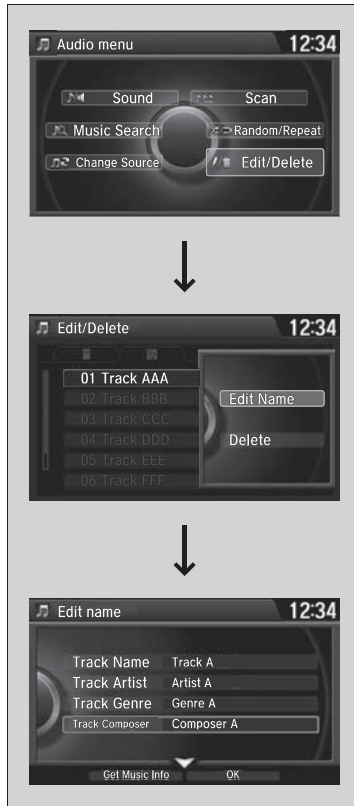 Audio menu 12:34
Sound Scan
Music Search Random/Repeat
Change Source Edit/Delete
Edit/Delete 12:34
01 Track AAA
02 Track BBB
Edit Name
03 Track CCC
04 Track DDD
Delete
05 Track EEE
06 Track FFF
Edit name 12:34
Track Name Track A
Track Artist Artist A
Track Genre Genre A
Track Composer Composer A
Get Music Info OK